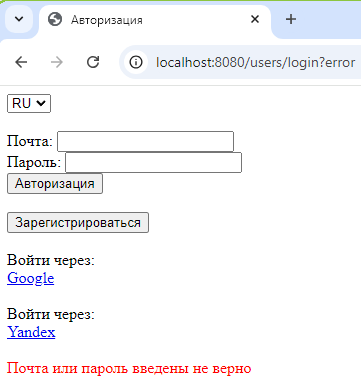 Авторизация
localhost:8080/users/login?error
RU
Почта:
Пароль:
Авторизация
Зарегистрироваться
Войти через:
Google
Войти через:
Yandex
Почта или пароль введены не верно